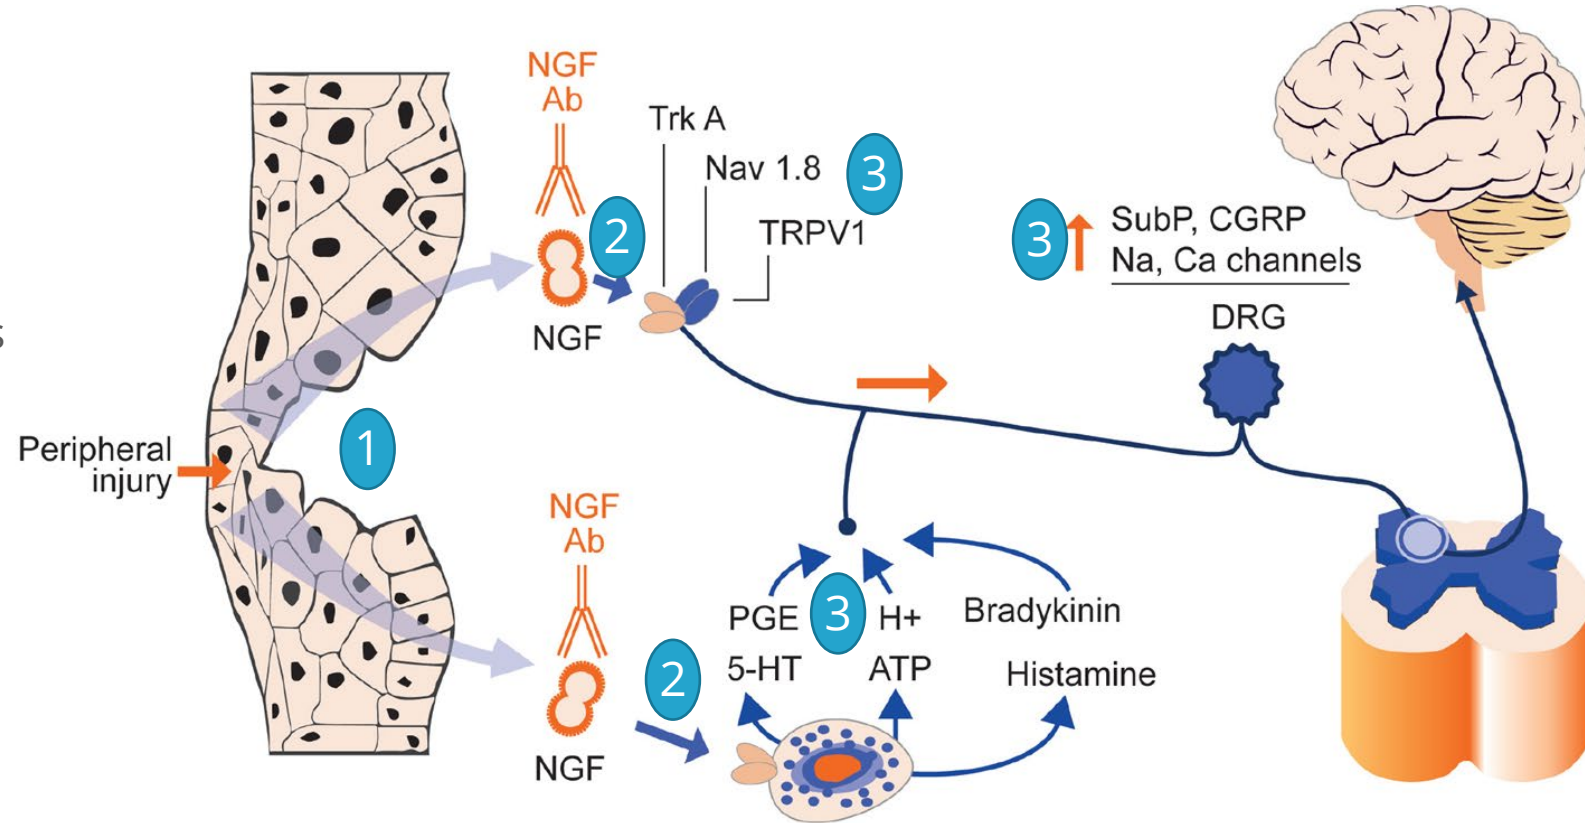 NGF
Ab
Trk A
Nav 1.8
3
TRPV1
2
NGF
3
SubP, CGRP
Na, Ca channels
DRG
s
Peripheral
injury
1
NGF
Ab
2
NGF
PGE
3
H+
Bradykinin
5-HT
ATP
Histamine